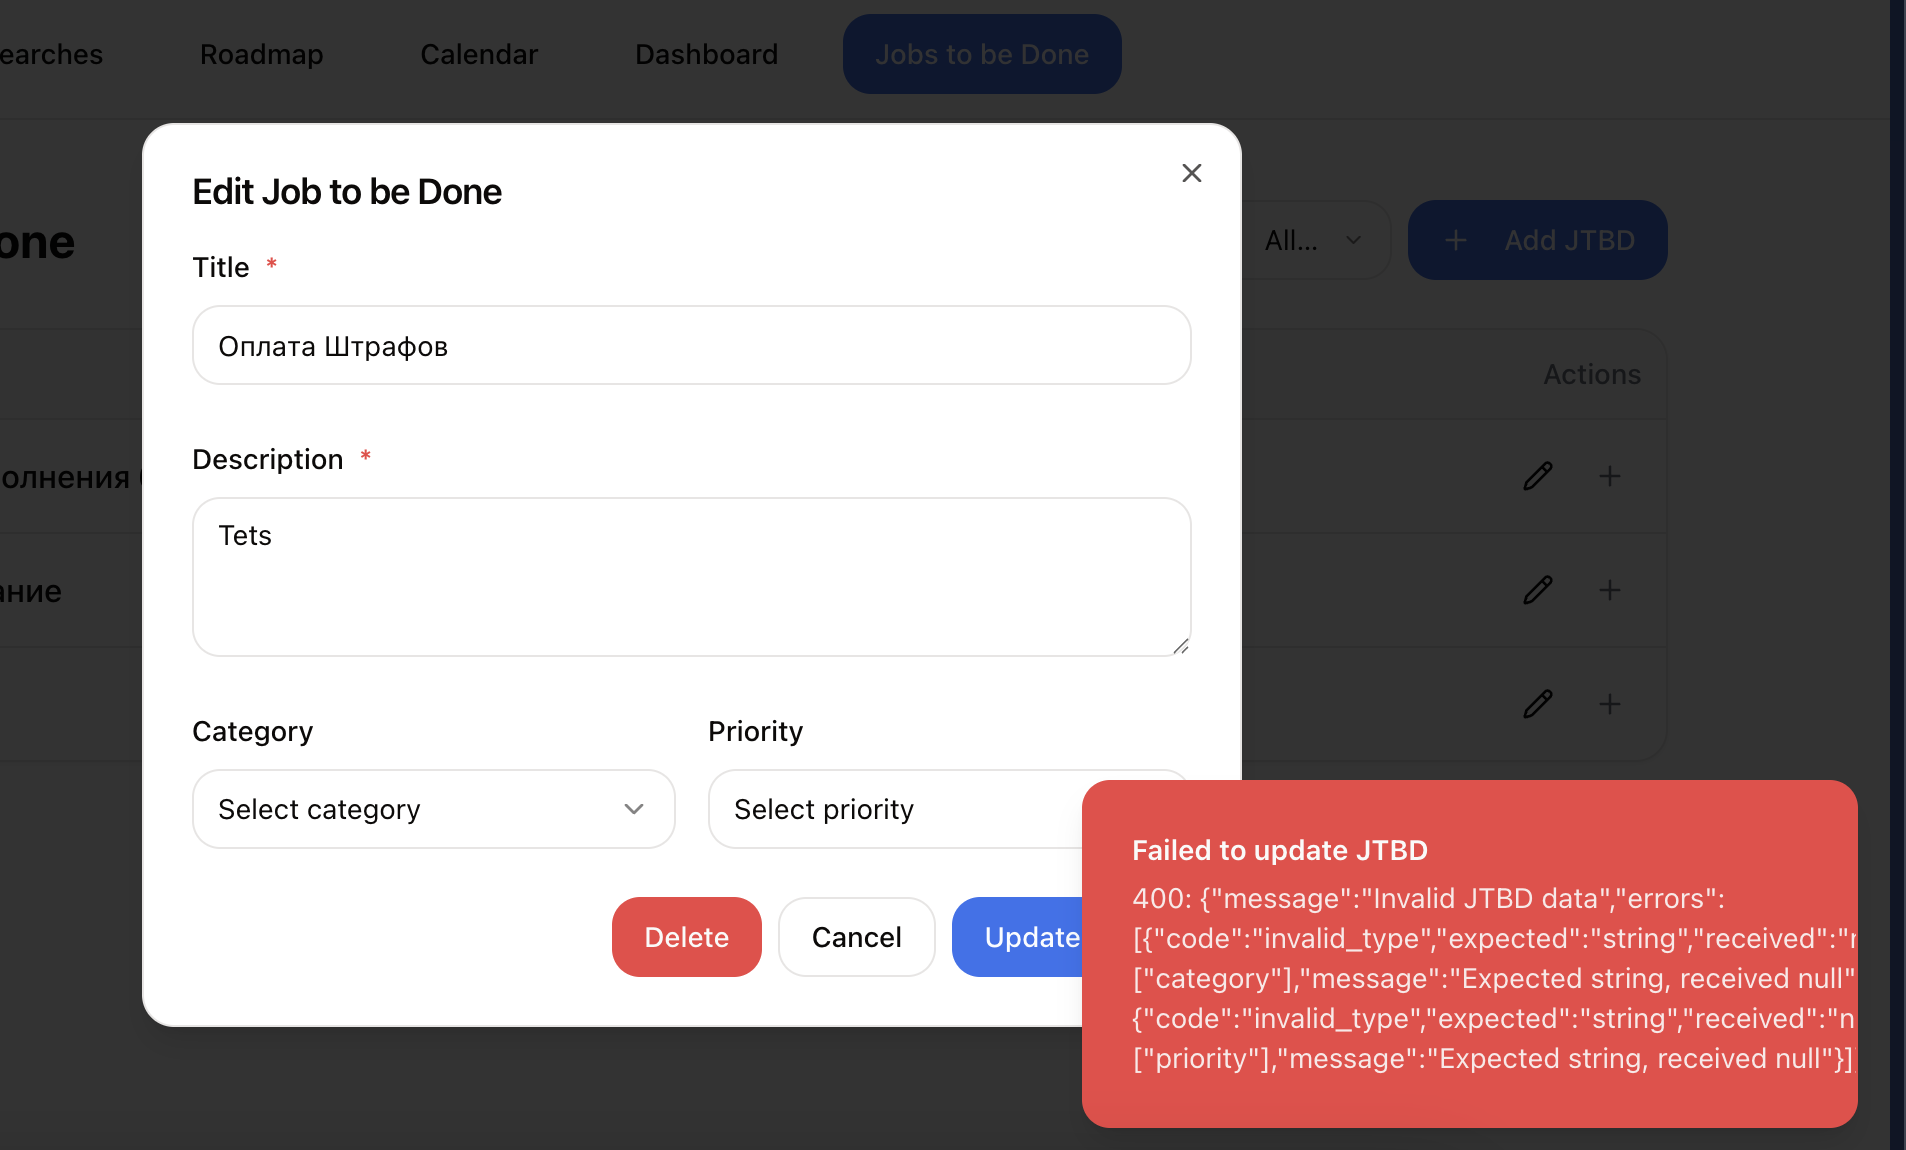 earches Roadmap Calendar Dashboard Jobs to be Done
one All... + Add JTBD
Edit Job to be Done
Title *
Оплата Штрафов
Actions
Description *
олнения
Tets
ание
Category Priority
Select category Select priority
Delete Cancel Update
Failed to update JTBD
400: {"message":"Invalid JTBD data","errors":
[{"code":"invalid_type","expected":"string","received":"
["category"],"message":"Expected string, received null"
{"code":"invalid_type","expected":"string","received":"n
["priority"],"message":"Expected string, received null"}]